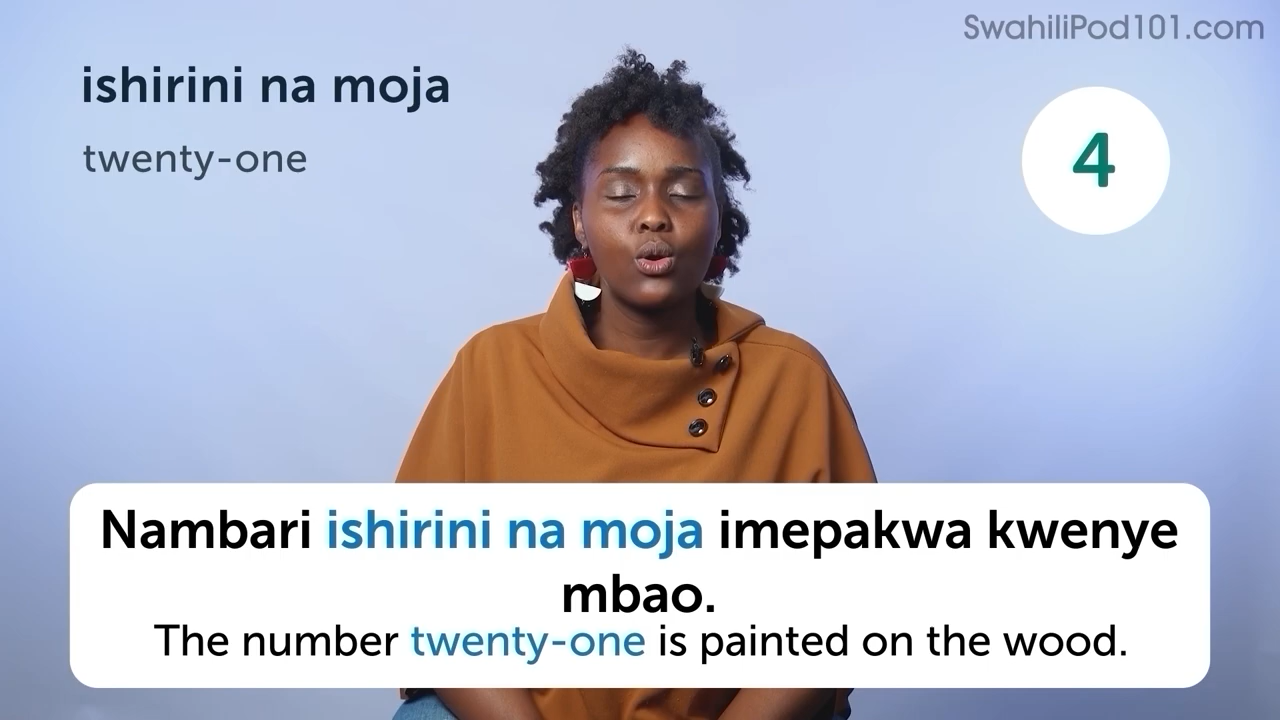 SwahiliPod101.com
ishirini na moja
twenty-one
4
Nambari ishirini na moja imepakwa kwenye
mbao.
The number twenty-one is painted on the wood.